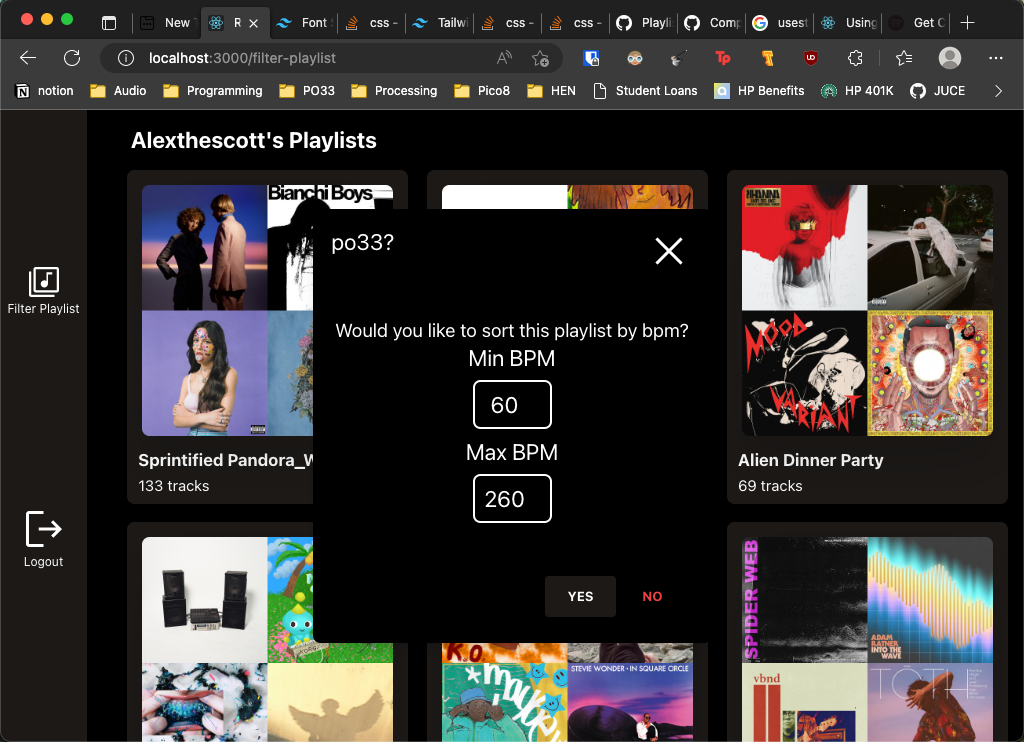 New
R
Font
css -
Tailwi
css -
css -
Playli
Comp
usest
Using
Get C
localhost:3000/filter-playlist
notion
Audio
Programming
PO33
Processing
Pico8
HEN
Student Loans
HP Benefits
HP 401K
JUCE
Alexthescott's Playlists
Filter Playlist
Logout
Bianchi Boys
Sprintified Pandora_W
133 tracks
po33?
Would you like to sort this playlist by bpm?
Min BPM
60
Max BPM
260
YES
NO
RIHANNA
MOOD
VARIANT
Alien Dinner Party
69 tracks
STEVIE WONDER · IN SQUARE CIRCLE
SPIDER WEB
ADAM
RATNER
INTO THE
WAVE
vbnd
TOTH